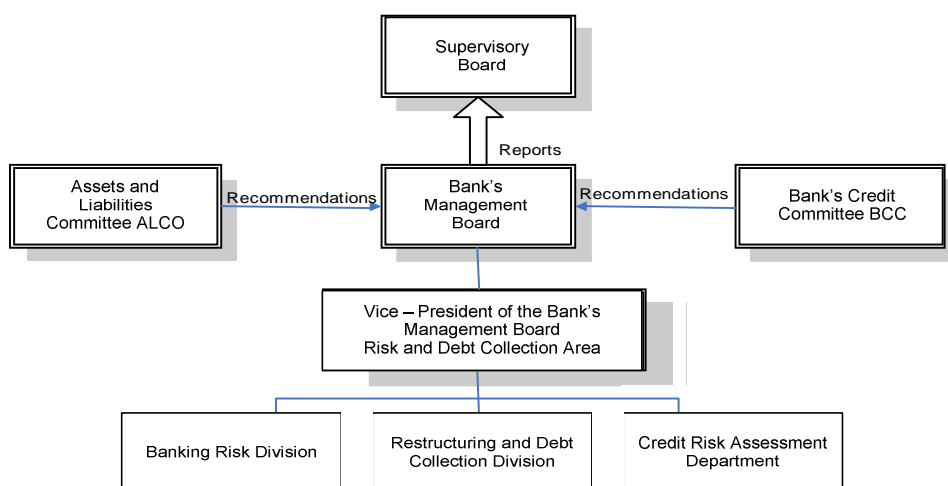 Supervisory
Board
Reports
Assets and
Liabilities
Committee ALCO
Recommendations
Bank's
Management
Board
Recommendations
Bank's Credit
Committee BCC
Vice – President of the Bank's
Management Board
Risk and Debt Collection Area
Banking Risk Division
Restructuring and Debt
Collection Division
Credit Risk Assessment
Department